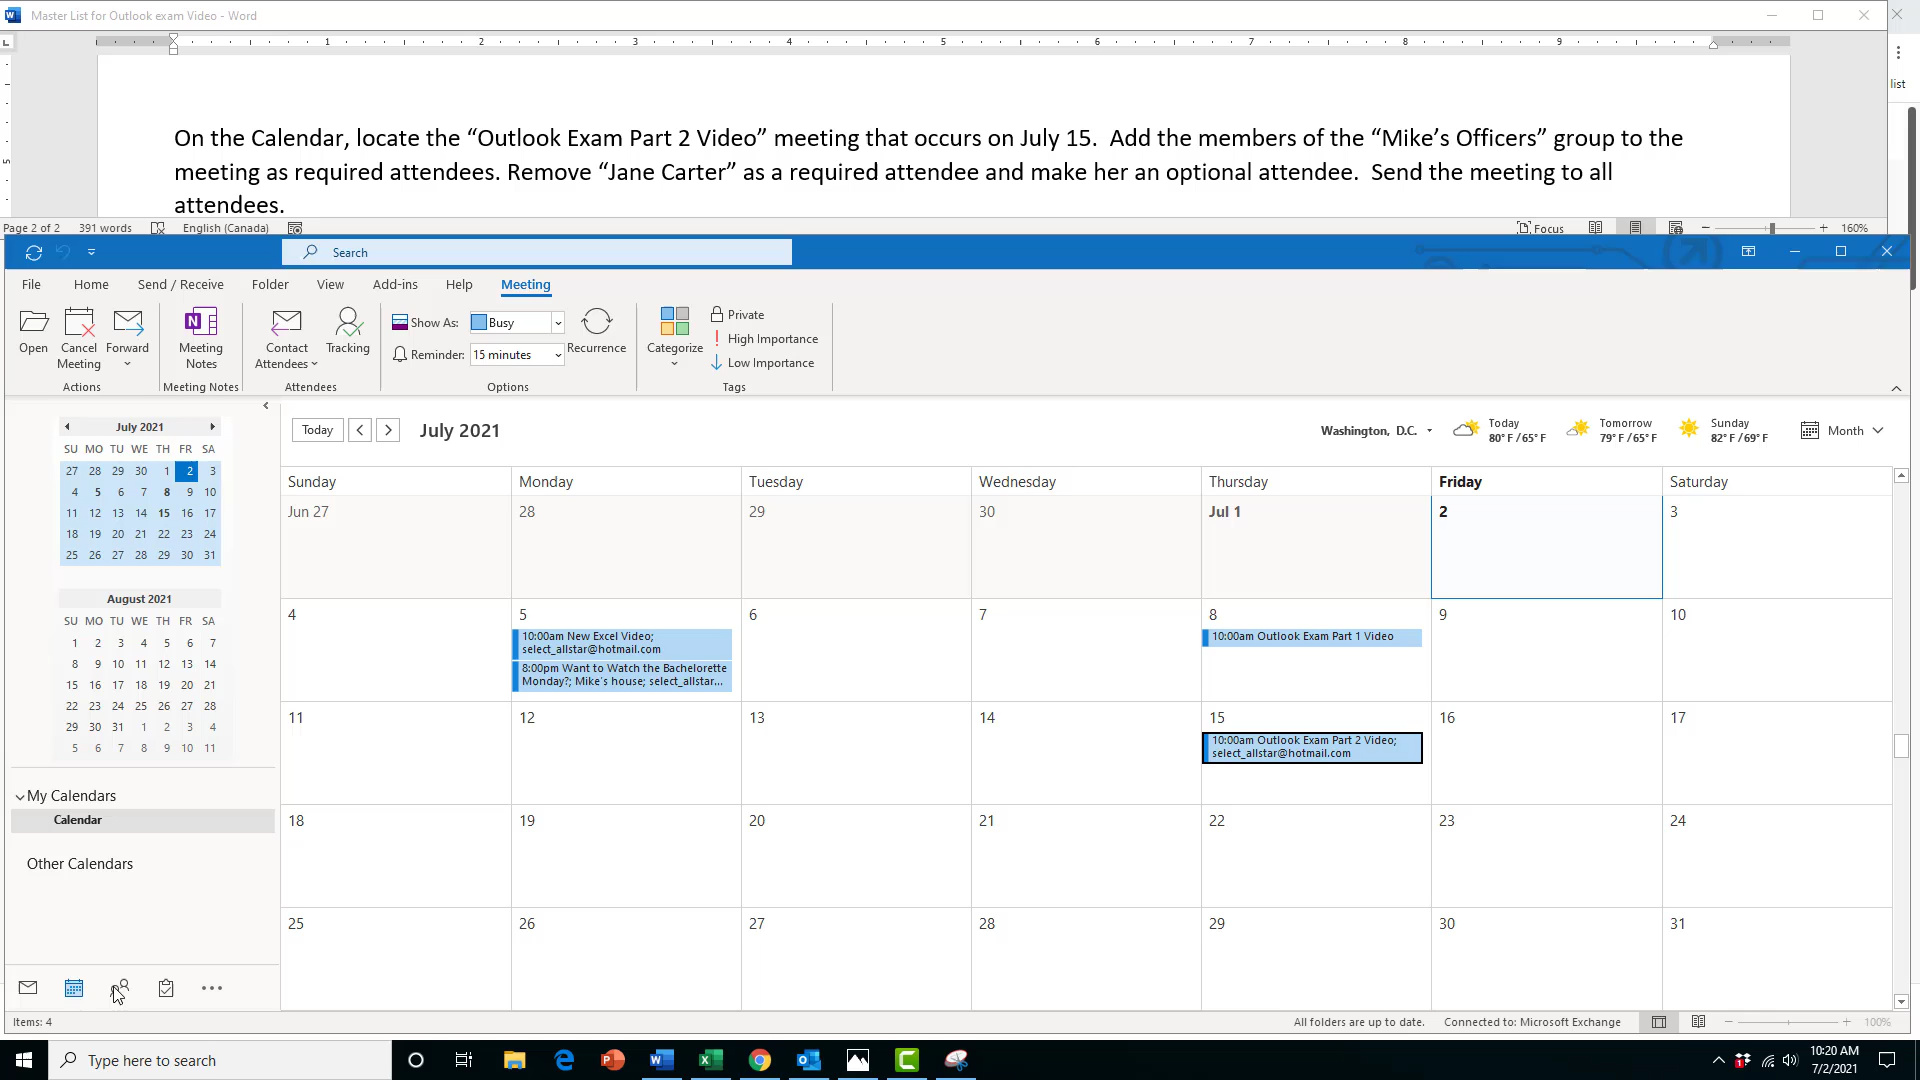 Master List for Outlook exam Video - Word
1 2 3 4 5 6 7 8 9
list
On the Calendar, locate the “Outlook Exam Part 2 Video” meeting that occurs on July 15.  Add the members of the “Mike’s Officers” group to the
meeting as required attendees. Remove “Jane Carter” as a required attendee and make her an optional attendee.  Send the meeting to all
attendees.
Page 2 of 2 391 words English (Canada) Focus 160%
Search
File Home Send / Receive Folder View Add-ins Help Meeting
Open Cancel Meeting Forward Meeting Notes Contact Attendees Tracking Show As: Busy Reminder: 15 minutes Recurrence Categorize Private
High Importance
Low Importance
Actions Meeting Notes Attendees Options Tags
July 2021
SU MO TU WE TH FR SA
27 28 29 30 1 2 3
4 5 6 7 8 9 10
11 12 13 14 15 16 17
18 19 20 21 22 23 24
25 26 27 28 29 30 31
August 2021
SU MO TU WE TH FR SA
1 2 3 4 5 6 7
8 9 10 11 12 13 14
15 16 17 18 19 20 21
22 23 24 25 26 27 28
29 30 31 1 2 3 4
5 6 7 8 9 10 11
My Calendars
Calendar
Other Calendars
Today July 2021 Washington, D.C. Today 80° F / 65° F Tomorrow 79° F / 65° F Sunday 82° F / 69° F Month
Sunday Monday Tuesday Wednesday Thursday Friday Saturday
Jun 27 28 29 30 Jul 1 2 3
4 5 6 7 8 9 10
10:00am New Excel Video;
select_allstar@hotmail.com
8:00pm Want to Watch the Bachelorette
Monday?; Mike's house; select_allstar...
10:00am Outlook Exam Part 1 Video
11 12 13 14 15 16 17
10:00am Outlook Exam Part 2 Video;
select_allstar@hotmail.com
18 19 20 21 22 23 24
25 26 27 28 29 30 31
Items: 4 All folders are up to date. Connected to: Microsoft Exchange 100%
Type here to search
10:20 AM
7/2/2021